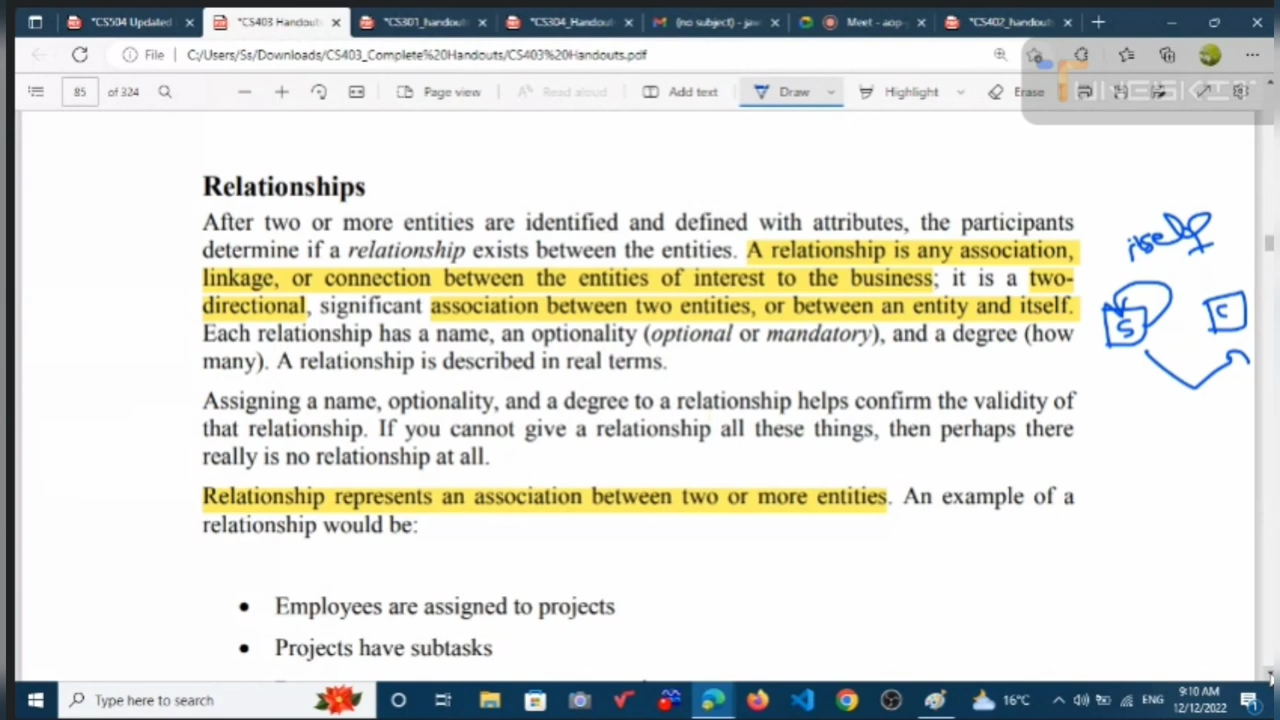 *CS504 Updated
*CS403 Handouts
*CS301_handout
*CS304_Handout
(no subject) - ja
Meet - aop
*CS402_handout
File
C:/Users/Ss/Downloads/CS403_Complete%20Handouts/CS403%20Handouts.pdf
85 of 324
Page view
Read aloud
Add text
Draw
Highlight
Erase
Relationships
After two or more entities are identified and defined with attributes, the participants
determine if a relationship exists between the entities. A relationship is any association,
linkage, or connection between the entities of interest to the business; it is a two-
directional, significant association between two entities, or between an entity and itself.
Each relationship has a name, an optionality (optional or mandatory), and a degree (how
many). A relationship is described in real terms.
itself
S
C
Assigning a name, optionality, and a degree to a relationship helps confirm the validity of
that relationship. If you cannot give a relationship all these things, then perhaps there
really is no relationship at all.
Relationship represents an association between two or more entities. An example of a
relationship would be:
• Employees are assigned to projects
• Projects have subtasks
Type here to search
16°C
ENG
9:10 AM
12/12/2022